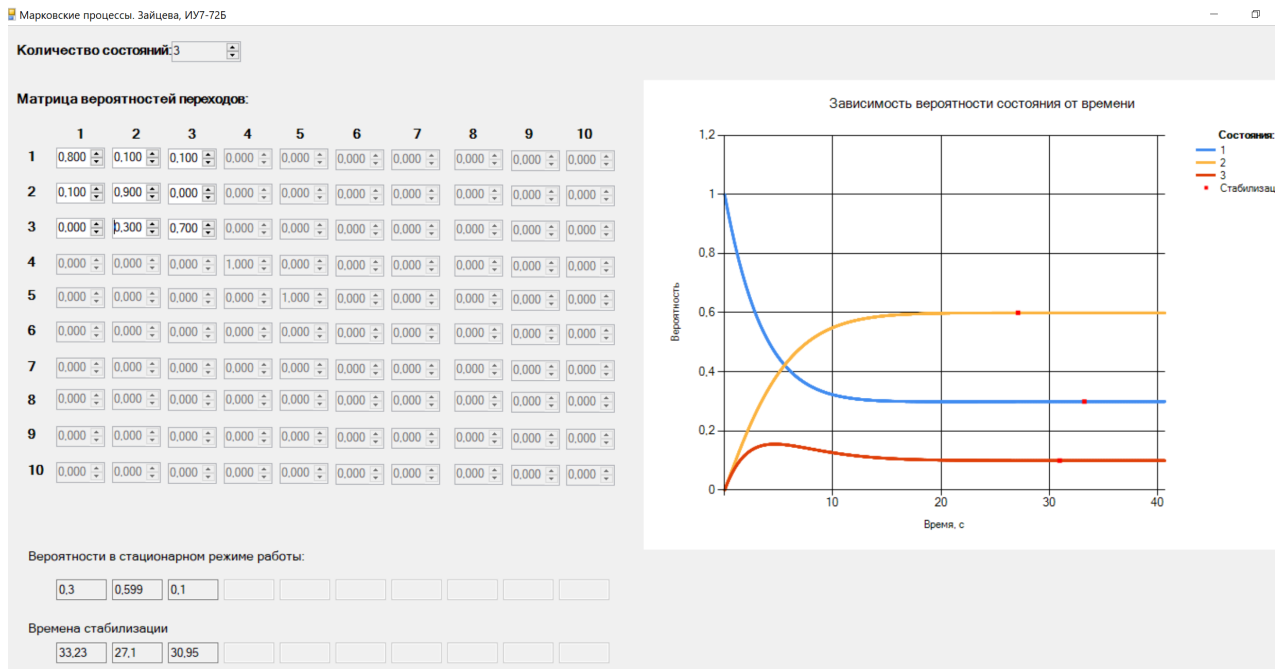 Марковские процессы. Зайцева, ИУ7-72Б
Количество состояний: 3
Матрица вероятностей переходов:
1 2 3 4 5 6 7 8 9 10
1 0,800 0,100 0,100 0,000 0,000 0,000 0,000 0,000 0,000 0,000
2 0,100 0,900 0,000 0,000 0,000 0,000 0,000 0,000 0,000 0,000
3 0,000 0,300 0,700 0,000 0,000 0,000 0,000 0,000 0,000 0,000
4 0,000 0,000 0,000 1,000 0,000 0,000 0,000 0,000 0,000 0,000
5 0,000 0,000 0,000 0,000 1,000 0,000 0,000 0,000 0,000 0,000
6 0,000 0,000 0,000 0,000 0,000 0,000 0,000 0,000 0,000 0,000
7 0,000 0,000 0,000 0,000 0,000 0,000 0,000 0,000 0,000 0,000
8 0,000 0,000 0,000 0,000 0,000 0,000 0,000 0,000 0,000 0,000
9 0,000 0,000 0,000 0,000 0,000 0,000 0,000 0,000 0,000 0,000
10 0,000 0,000 0,000 0,000 0,000 0,000 0,000 0,000 0,000 0,000
Вероятности в стационарном режиме работы:
0,3 0,599 0,1
Времена стабилизации
33,23 27,1 30,95
Зависимость вероятности состояния от времени
1,2
1
0,8
0,6
0,4
0,2
0
Вероятность
10 20 30 40
Время, с
Состояния:
1
2
3
Стабилизац